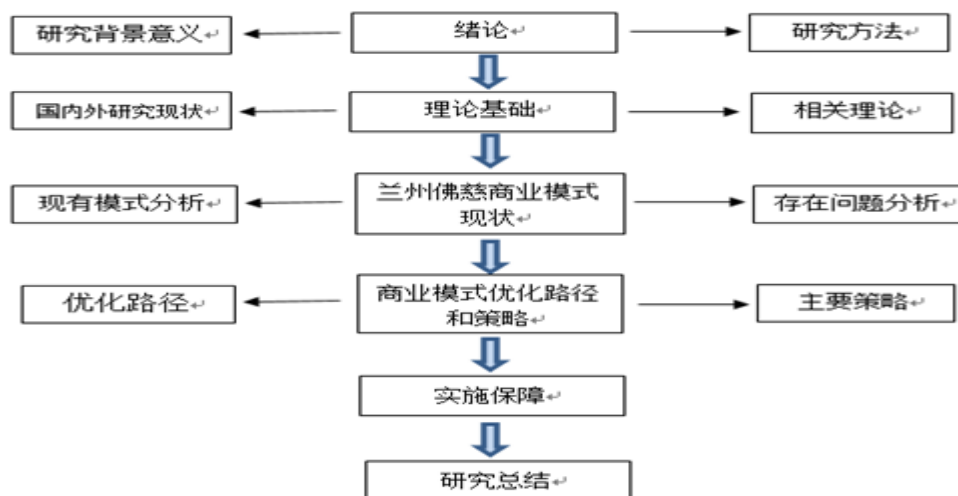 研究背景意义
绪论
研究方法
国内外研究现状
理论基础
相关理论
现有模式分析
兰州佛慈商业模式
现状
存在问题分析
优化路径
商业模式优化路径
和策略
主要策略
实施保障
研究总结